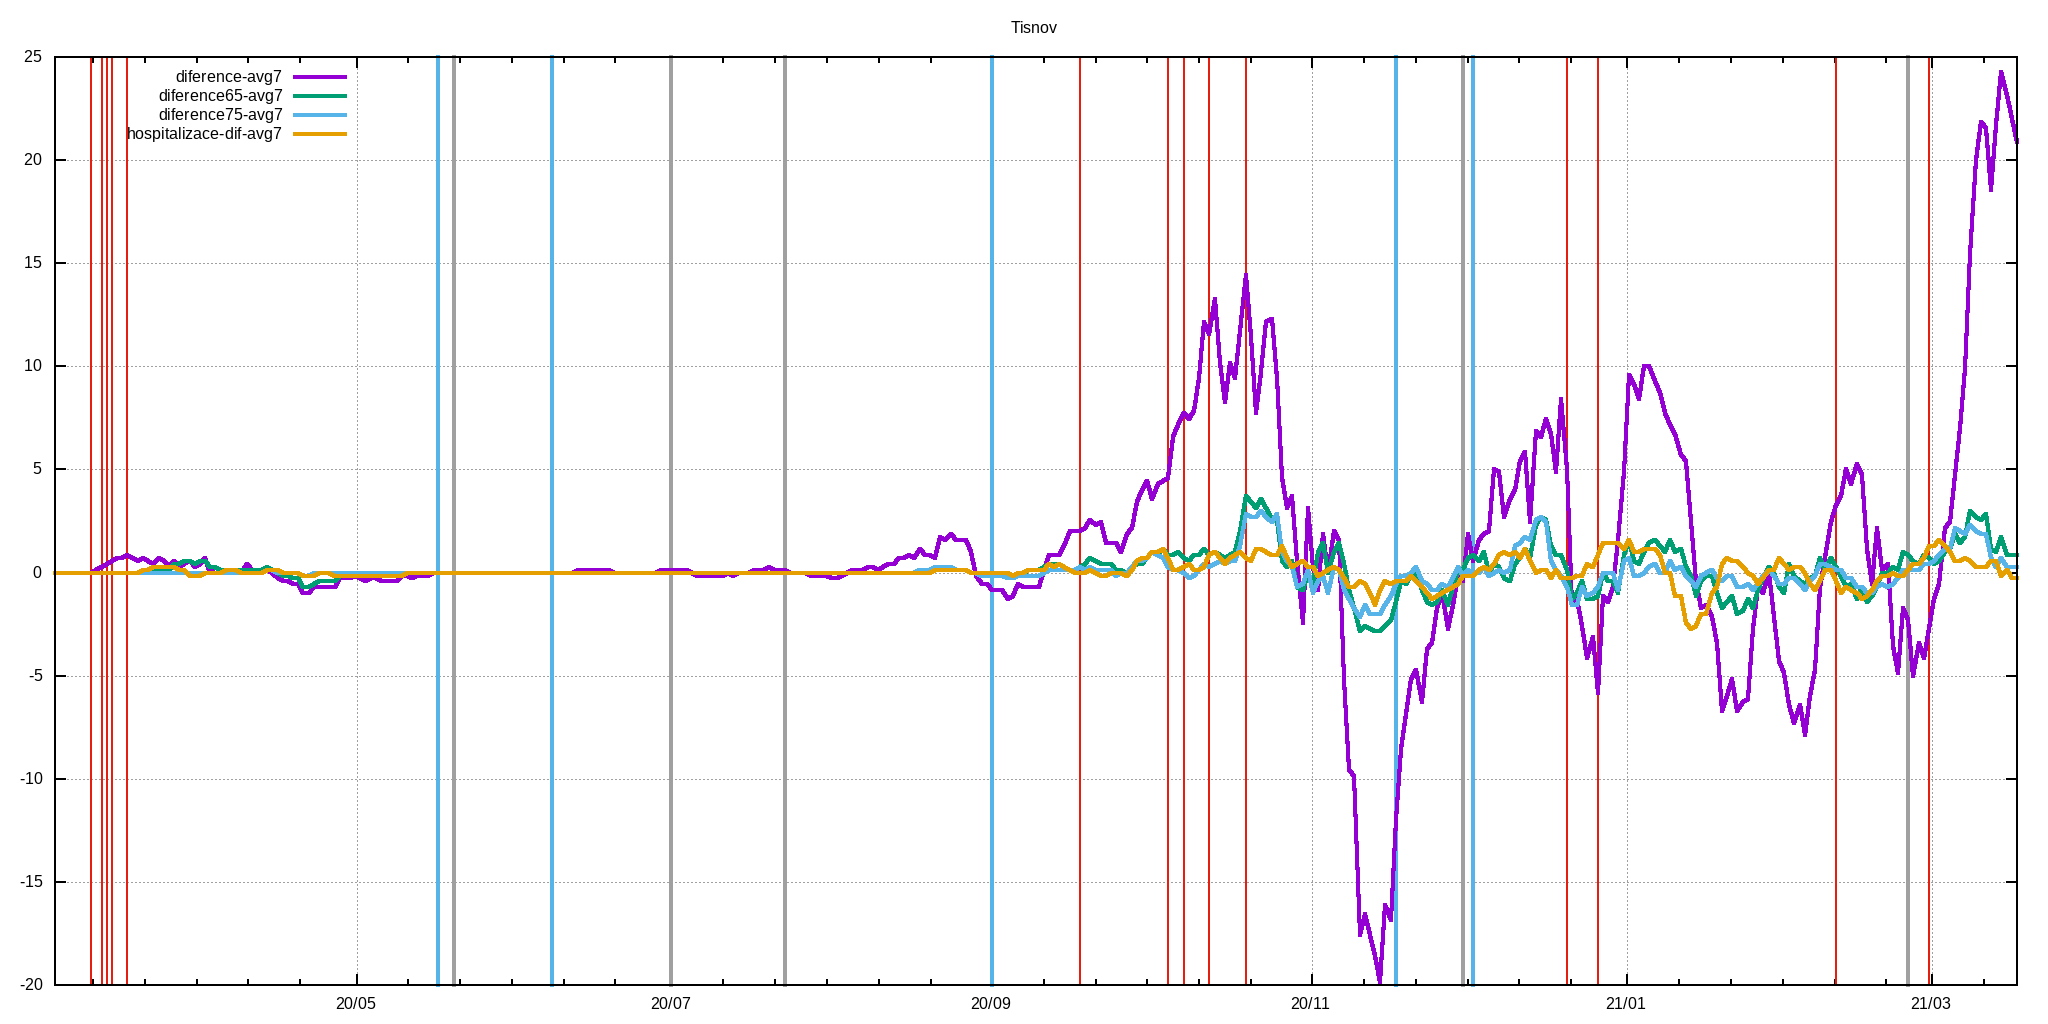 Tisnov
25
diference-avg7
diference65-avg7
diference75-avg7
hospitalizace-dif-avg7
20
15
10
5
0
-5
-10
-15
-20
20/05 20/07 20/09 20/11 21/01 21/03